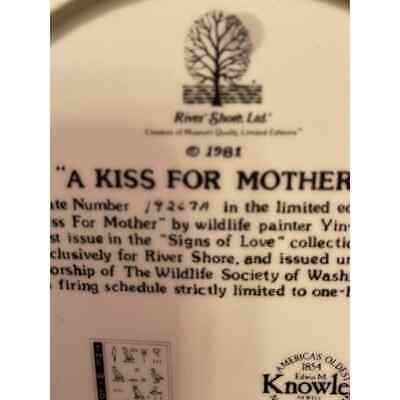 River Shore, Ltd.
Creators of Museum Quality Limited Editions™
© 1981
"A KISS FOR MOTHER
ate Number 19267A in the limited e
ss For Mother" by wildlife painter Yin
st issue in the "Signs of Love" collectio
xclusively for River Shore, and issued un
orship of The Wildlife Society of Wash
firing schedule strictly limited to one-
AMERICA'S OLDEST
1854
Edwin M.
Knowle